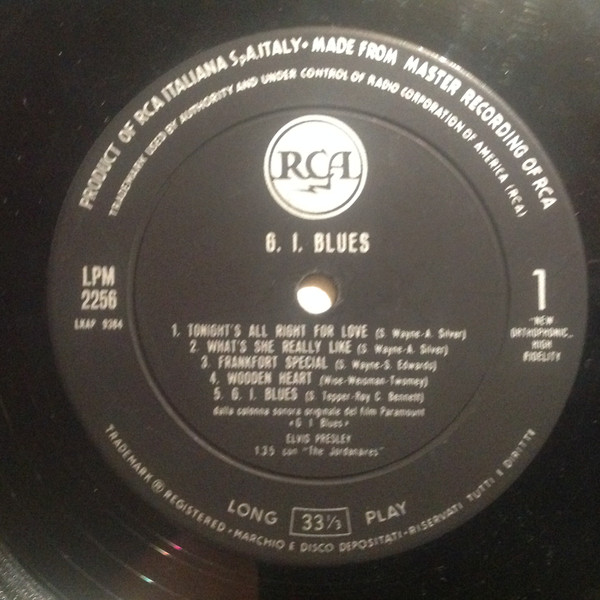 PRODUCT OF RCA ITALIANA S.p.A. ITALY • MADE FROM MASTER RECORDING OF RCA
TRADEMARK USED BY AUTHORITY AND UNDER CONTROL OF RADIO CORPORATION OF AMERICA (RCA)
RCA
G. I. BLUES
LPM
2256
1
"NEW
ORTHOPHONIC"
HIGH
FIDELITY
1. TONIGHT'S ALL RIGHT FOR LOVE (S. Wayne-A. Silver)
2. WHAT'S SHE REALLY LIKE (S. Wayne-A. Silver)
3. FRANKFORT SPECIAL (S. Wayne-S. Edwards)
4. WOODEN HEART (Wise-Weisman-Twomey)
5. G. I. BLUES (S. Tepper-Roy C. Bennett)
dalla colonna sonora originale del film Paramount
«G I Blues»
ELVIS PRESLEY
1.3.5 con "The Jordanaires"
LONG 33⅓ PLAY
TRADEMARK ® REGISTERED • MARCHIO E DISCO DEPOSITATI • RISERVATI TUTTI I DIRITTI